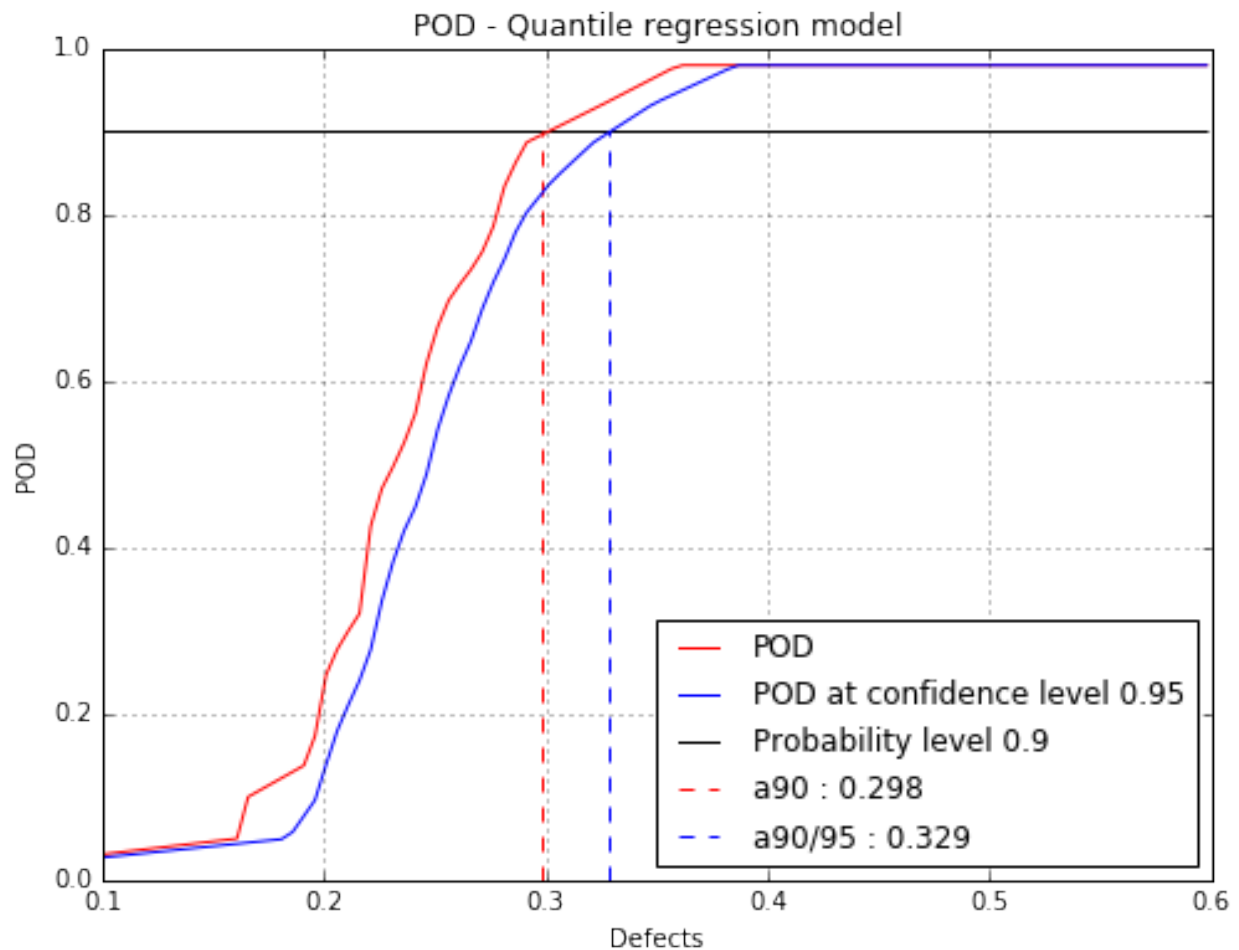 POD - Quantile regression model
1.0
0.8
0.6
0.4
0.2
0.0
POD
0.1 0.2 0.3 0.4 0.5 0.6
Defects
POD
POD at confidence level 0.95
Probability level 0.9
a90 : 0.298
a90/95 : 0.329